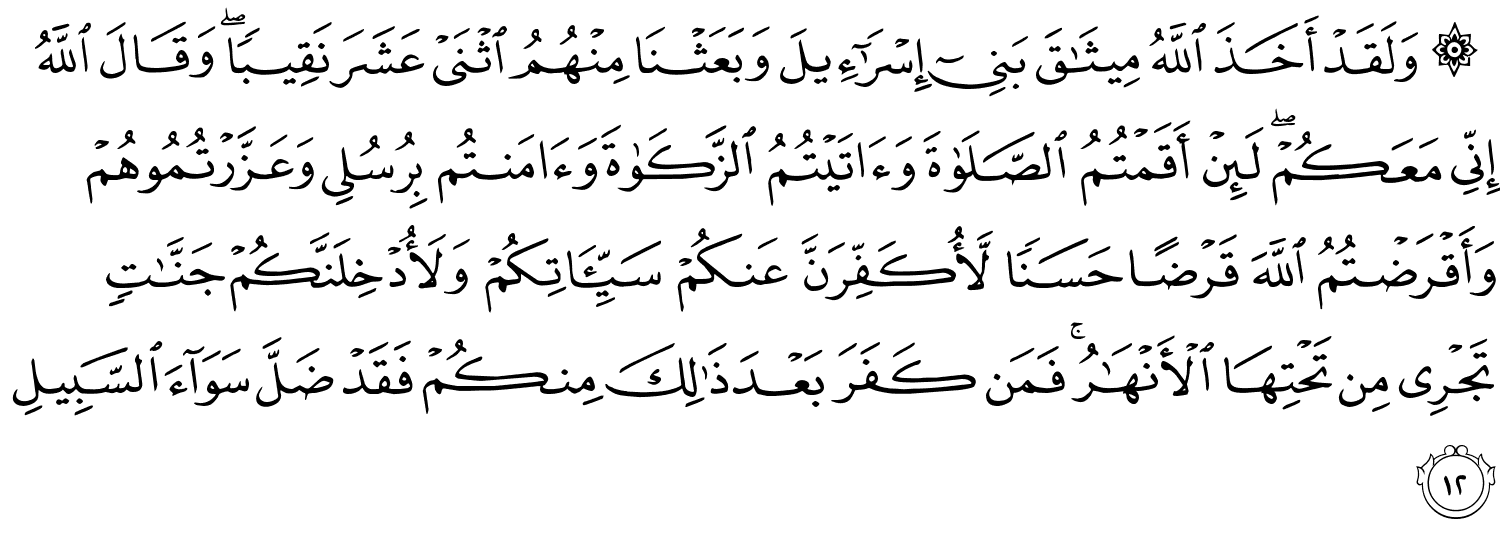 ۞ وَلَقَدْ أَخَذَ ٱللَّهُ مِيثَـٰقَ بَنِىٓ إِسْرَٰٓءِيلَ وَبَعَثْنَا مِنْهُمُ ٱثْنَىْ عَشَرَ نَقِيبًا ۖ وَقَالَ ٱللَّهُ
إِنِّى مَعَكُمْ ۖ لَئِنْ أَقَمْتُمُ ٱلصَّلَوٰةَ وَءَاتَيْتُمُ ٱلزَّكَوٰةَ وَءَامَنتُم بِرُسُلِى وَعَزَّرْتُمُوهُمْ
وَأَقْرَضْتُمُ ٱللَّهَ قَرْضًا حَسَنًا لَّأُكَفِّرَنَّ عَنكُمْ سَيِّـَٔاتِكُمْ وَلَأُدْخِلَنَّكُمْ جَنَّـٰتٍ
تَجْرِى مِن تَحْتِهَا ٱلْأَنْهَـٰرُ ۚ فَمَن كَفَرَ بَعْدَ ذَٰلِكَ مِنكُمْ فَقَدْ ضَلَّ سَوَآءَ ٱلسَّبِيلِ
١٢